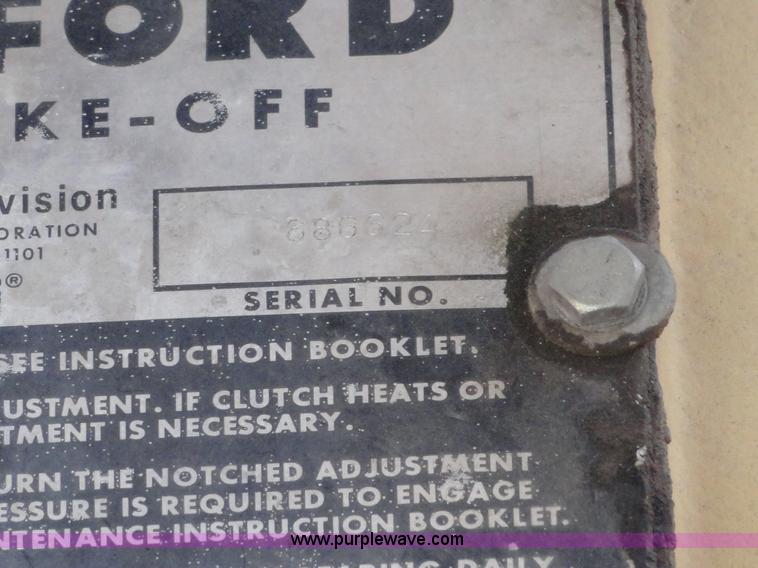 FORD
KE-OFF
vision
ORATION
1101
®
886624
SERIAL NO.
SEE INSTRUCTION BOOKLET.
USTMENT. IF CLUTCH HEATS OR
TMENT IS NECESSARY.
URN THE NOTCHED ADJUSTMENT
ESSURE IS REQUIRED TO ENGAGE
NTENANCE INSTRUCTION BOOKLET.
www.purplewave.com
DAILY